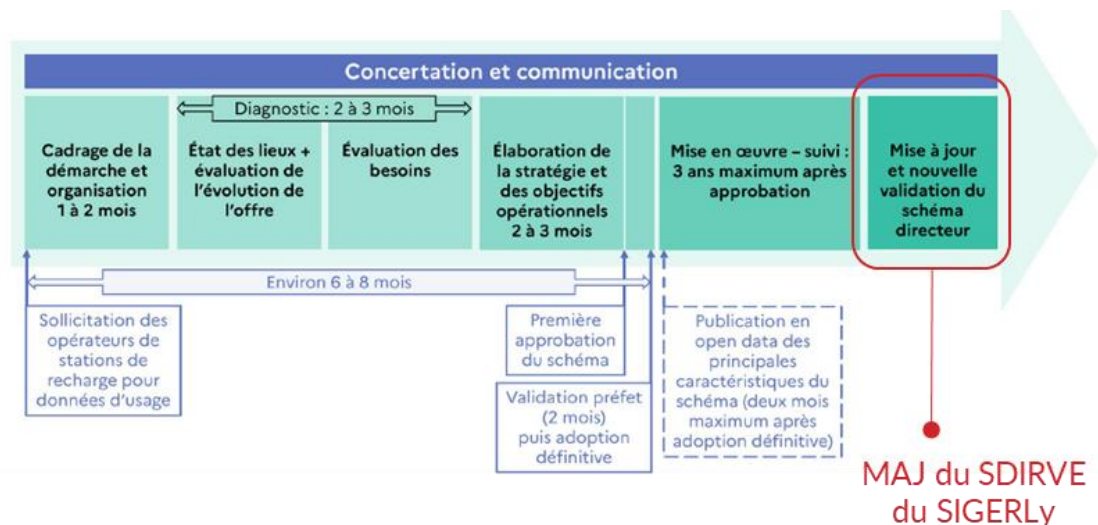 Concertation et communication
Diagnostic : 2 à 3 mois
Cadrage de la
démarche et
organisation
1 à 2 mois
État des lieux +
évaluation de
l'évolution de
l'offre
Évaluation des
besoins
Élaboration de
la stratégie et
des objectifs
opérationnels
2 à 3 mois
Mise en œuvre – suivi :
3 ans maximum après
approbation
Mise à jour
et nouvelle
validation du
schéma
directeur
Environ 6 à 8 mois
Sollicitation des
opérateurs de
stations de
recharge pour
données d'usage
Première
approbation
du schéma
Validation préfet
(2 mois)
puis adoption
définitive
Publication en
open data des
principales
caractéristiques du
schéma (deux mois
maximum après
adoption définitive)
MAJ du SDIRVE
du SIGERLy